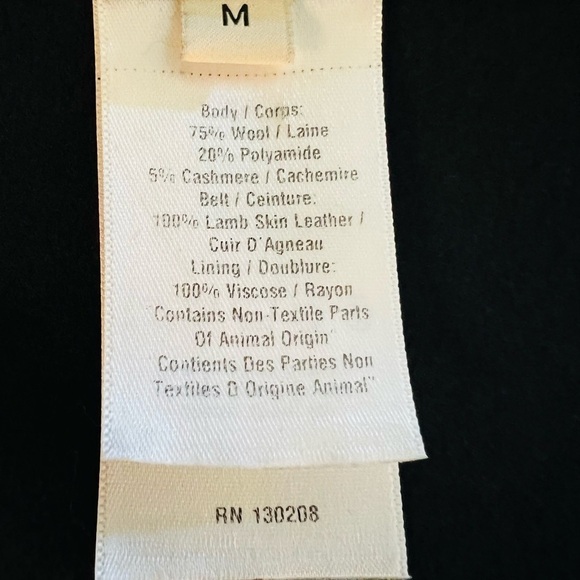 M
Body / Corps:
75% Wool / Laine
20% Polyamide
5% Cashmere / Cachemire
Belt / Ceinture:
100% Lamb Skin Leather /
Cuir D'Agneau
Lining / Doublure:
100% Viscose / Rayon
"Contains Non-Textile Parts
Of Animal Origin"
"Contients Des Parties Non
Textiles D Origine Animal"
RN 130208